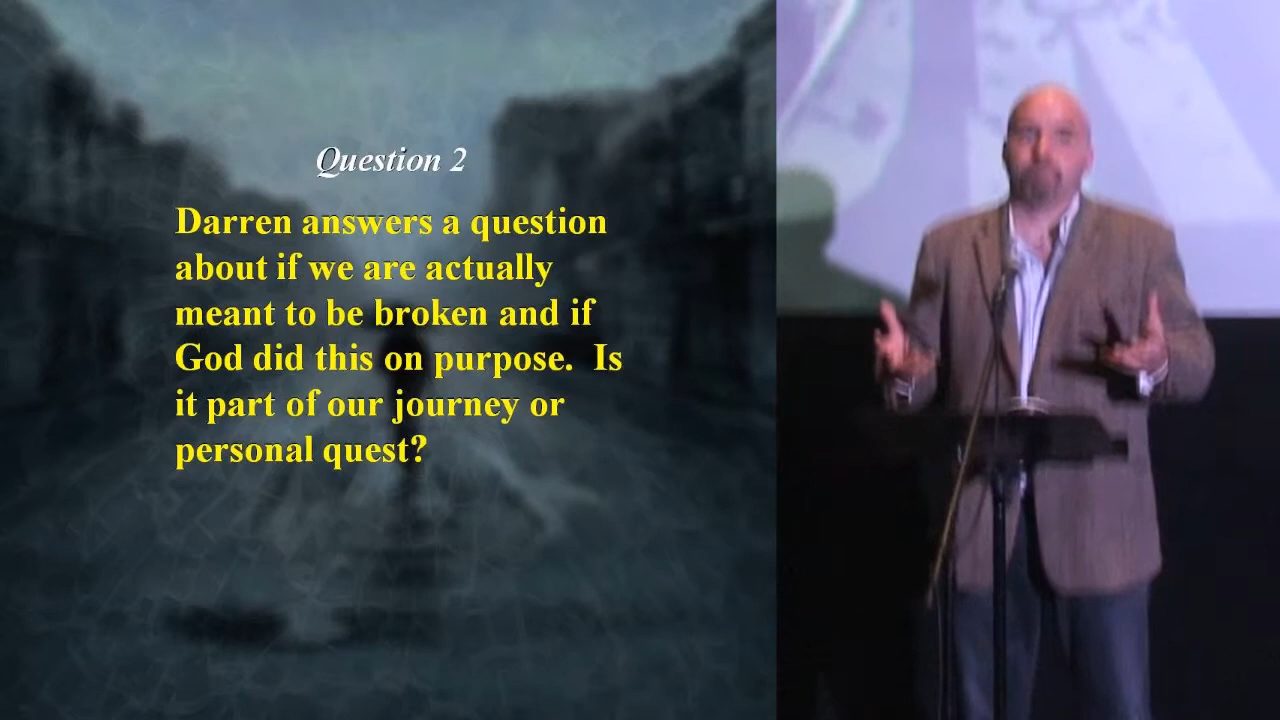 Question 2
Darren answers a question
about if we are actually
meant to be broken and if
God did this on purpose.  Is
it part of our journey or
personal quest?